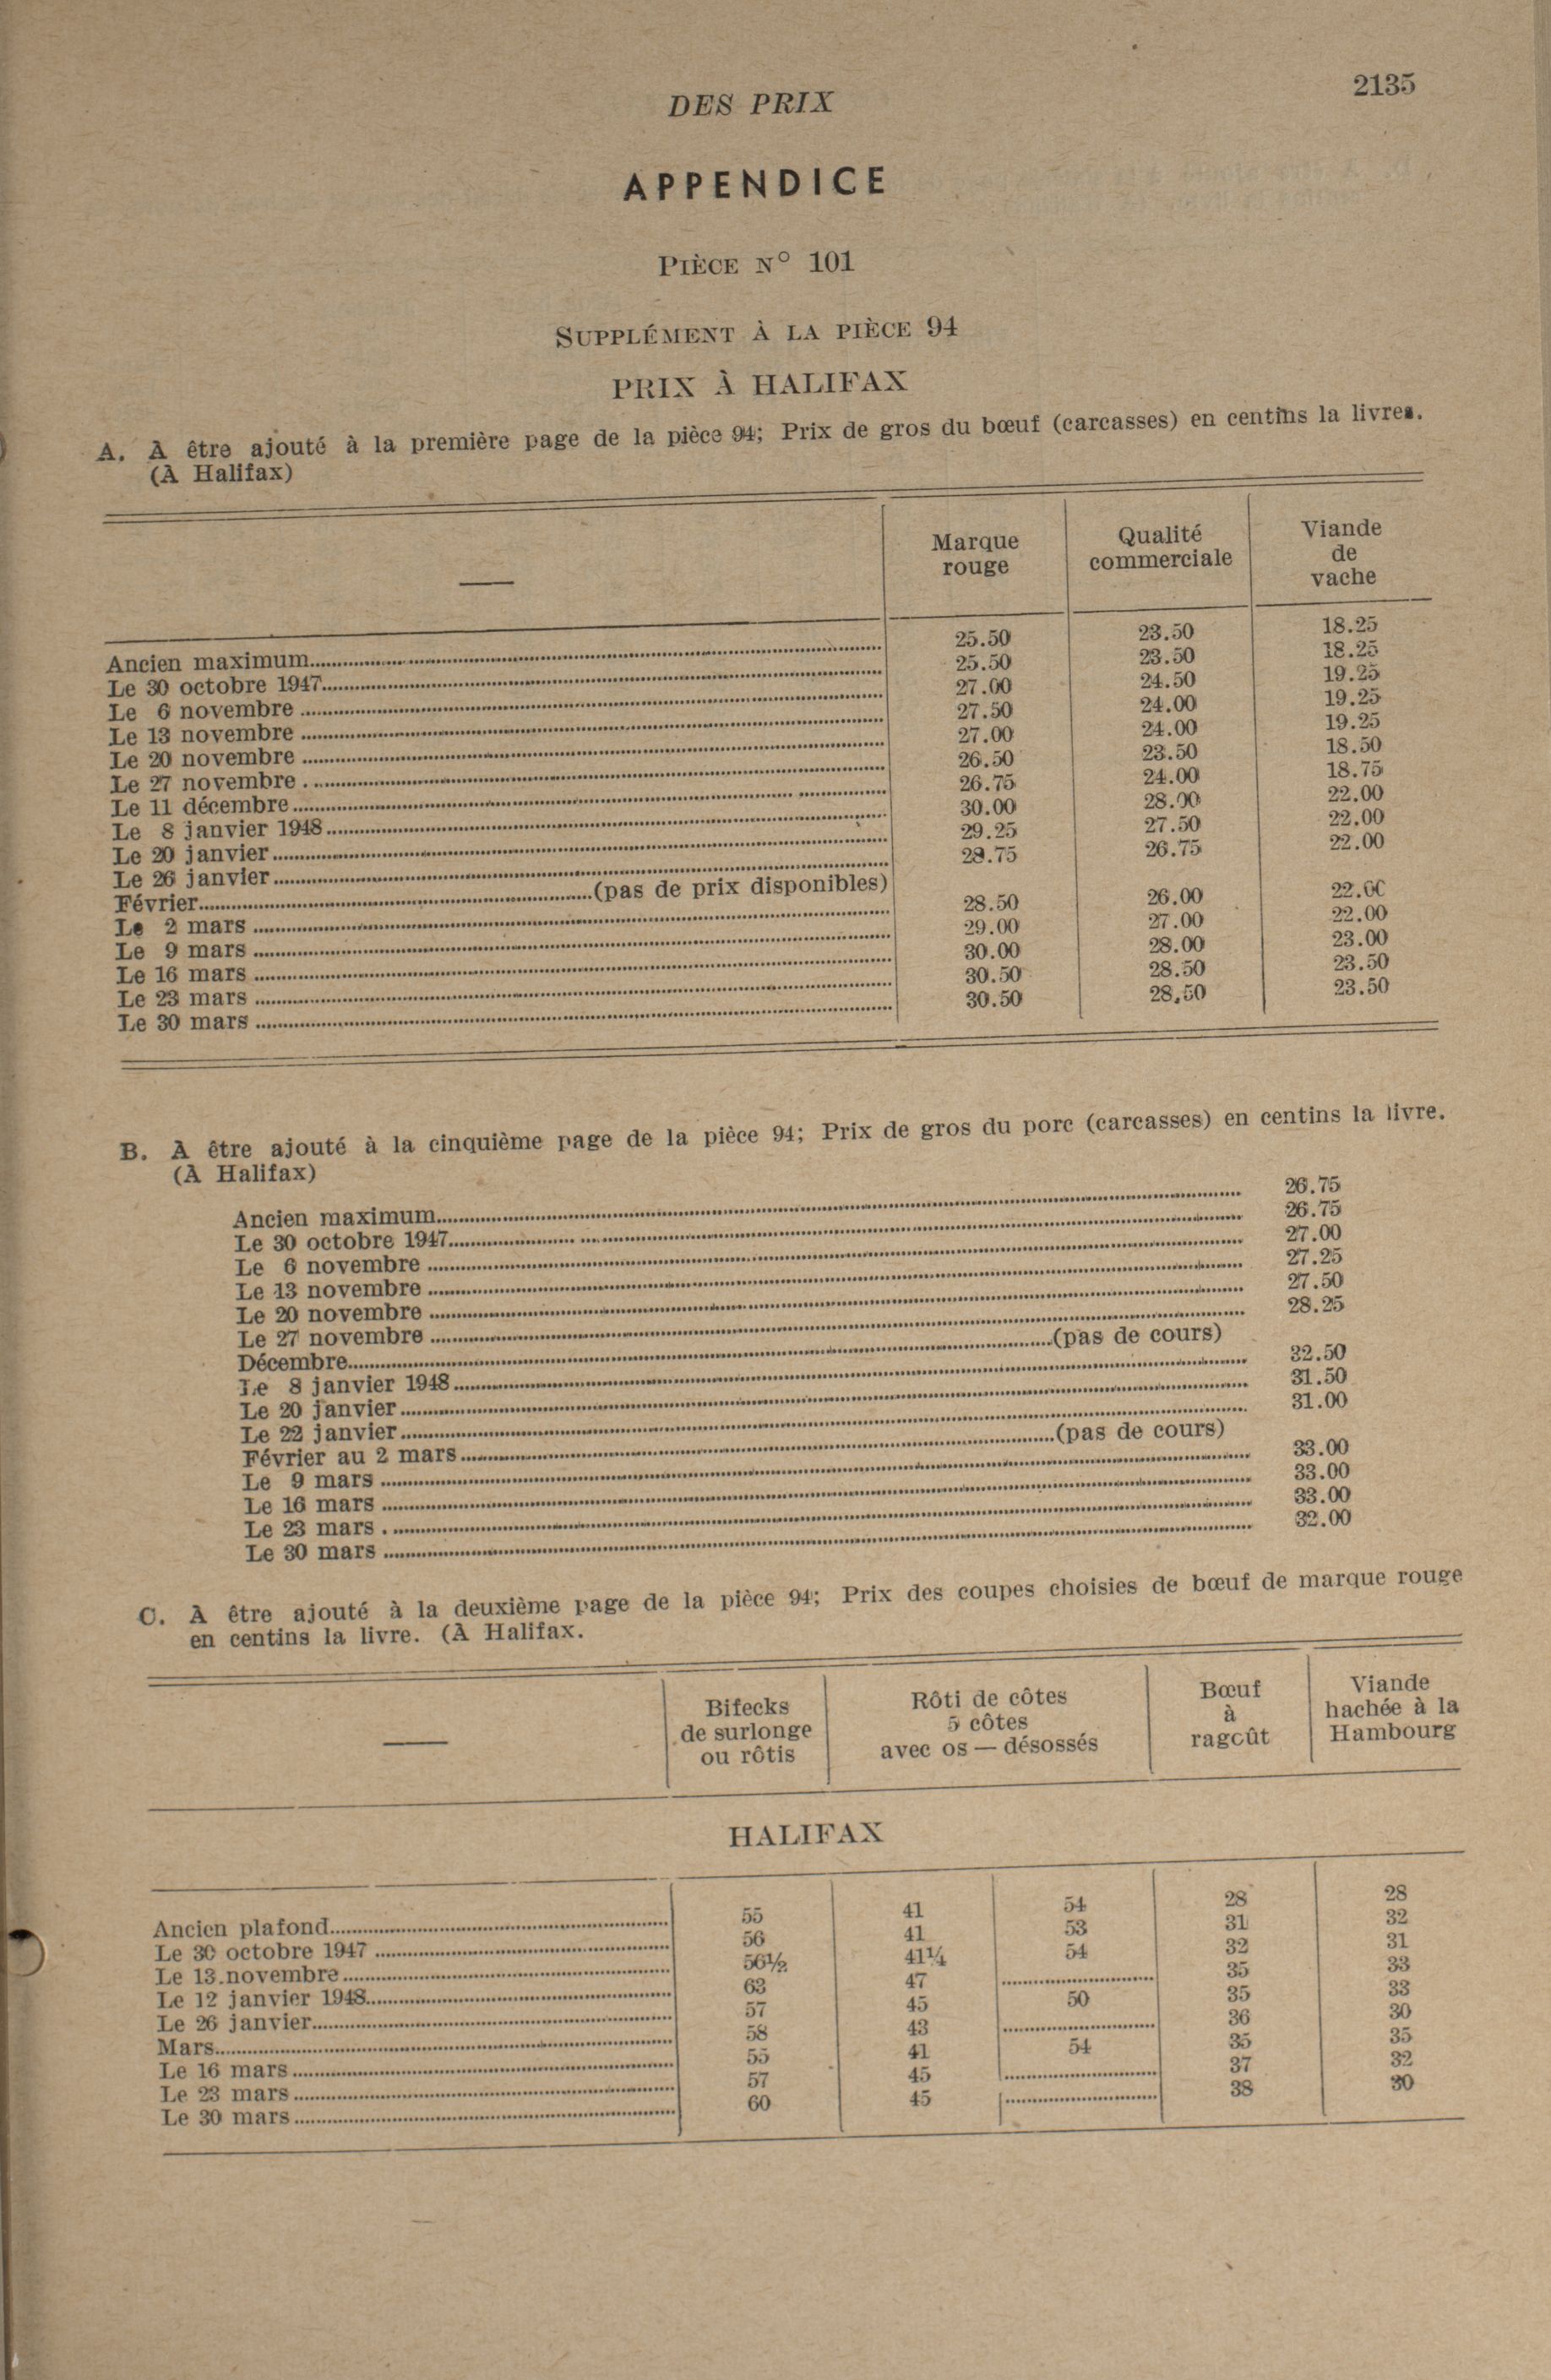 DES PRIX
2135
APPENDICE
PIÈCE N° 101
SUPPLÉMENT À LA PIÈCE 94
PRIX À HALIFAX
A. À être ajouté à la première page de la pièce 94; Prix de gros du bœuf (carcasses) en centins la livres.
(À Halifax)
— Marque rouge | Qualité commerciale | Viande de vache
Ancien maximum 25.50 23.50 18.25
Le 30 octobre 1947 25.50 23.50 18.25
Le 6 novembre 27.00 24.50 19.25
Le 13 novembre 27.50 24.00 19.25
Le 20 novembre 27.00 24.00 19.25
Le 27 novembre 26.50 23.50 18.50
Le 11 décembre 26.75 24.00 18.75
Le 8 janvier 1948 30.00 28.00 22.00
Le 20 janvier 29.25 27.50 22.00
Le 26 janvier 28.75 26.75 22.00
Février (pas de prix disponibles)
Le 2 mars 28.50 26.00 22.00
Le 9 mars 29.00 27.00 22.00
Le 16 mars 30.00 28.00 23.00
Le 23 mars 30.50 28.50 23.50
Le 30 mars 30.50 28.50 23.50
B. À être ajouté à la cinquième page de la pièce 94; Prix de gros du porc (carcasses) en centins la livre.
(À Halifax)
Ancien maximum 26.75
Le 30 octobre 1947 26.75
Le 6 novembre 27.00
Le 13 novembre 27.25
Le 20 novembre 27.50
Le 27 novembre 28.25
Décembre (pas de cours)
Le 8 janvier 1948 32.50
Le 20 janvier 31.50
Le 22 janvier 31.00
Février au 2 mars (pas de cours)
Le 9 mars 33.00
Le 16 mars 33.00
Le 23 mars 33.00
Le 30 mars 32.00
C. À être ajouté à la deuxième page de la pièce 94; Prix des coupes choisies de bœuf de marque rouge
en centins la livre. (À Halifax.
— Bifecks de surlonge ou rôtis | Rôti de côtes 5 côtes avec os — désossés | Bœuf à ragoût | Viande hachée à la Hambourg
HALIFAX
Ancien plafond 55 41 54 28 28
Le 30 octobre 1947 56 41 53 31 32
Le 13 novembre 56½ 41¼ 54 32 31
Le 12 janvier 1948 63 47 ........ 35 33
Le 26 janvier 57 45 50 35 33
Mars 58 43 ........ 36 30
Le 16 mars 55 41 54 35 35
Le 23 mars 57 45 ........ 37 32
Le 30 mars 60 45 ........ 38 30